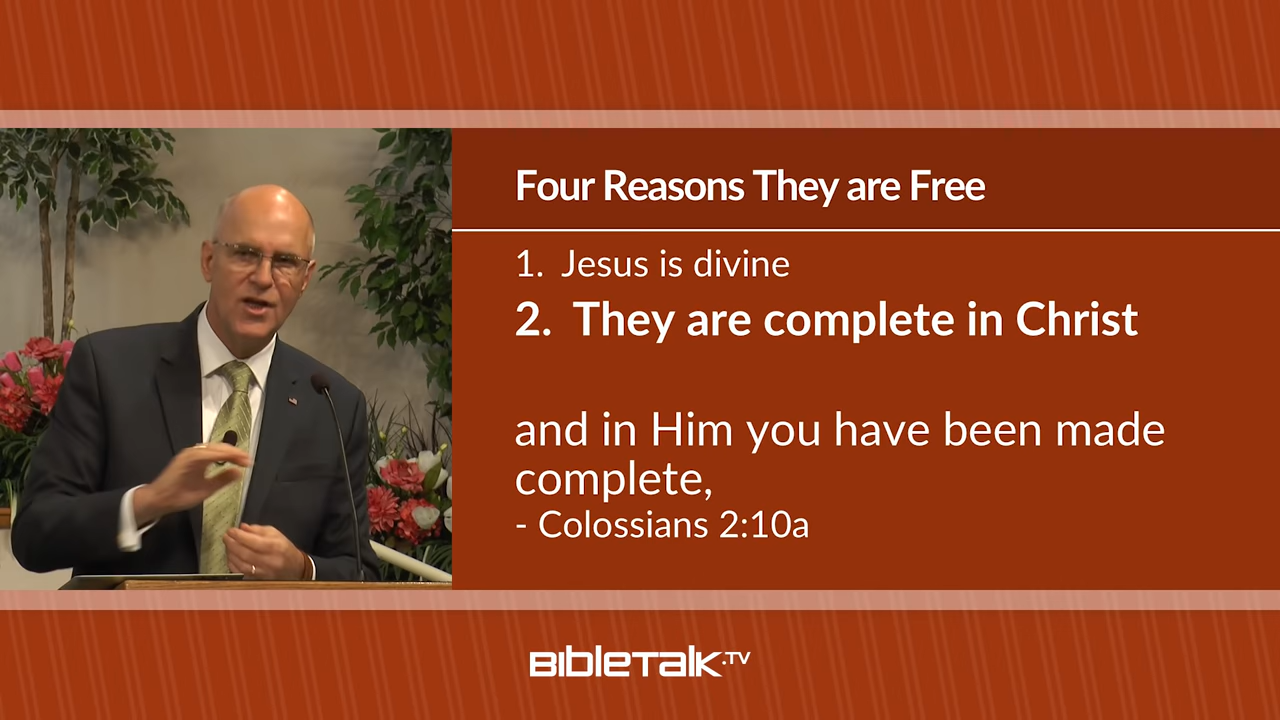 Four Reasons They are Free
1. Jesus is divine
2. They are complete in Christ
and in Him you have been made
complete,
- Colossians 2:10a
BIBLETALK.TV